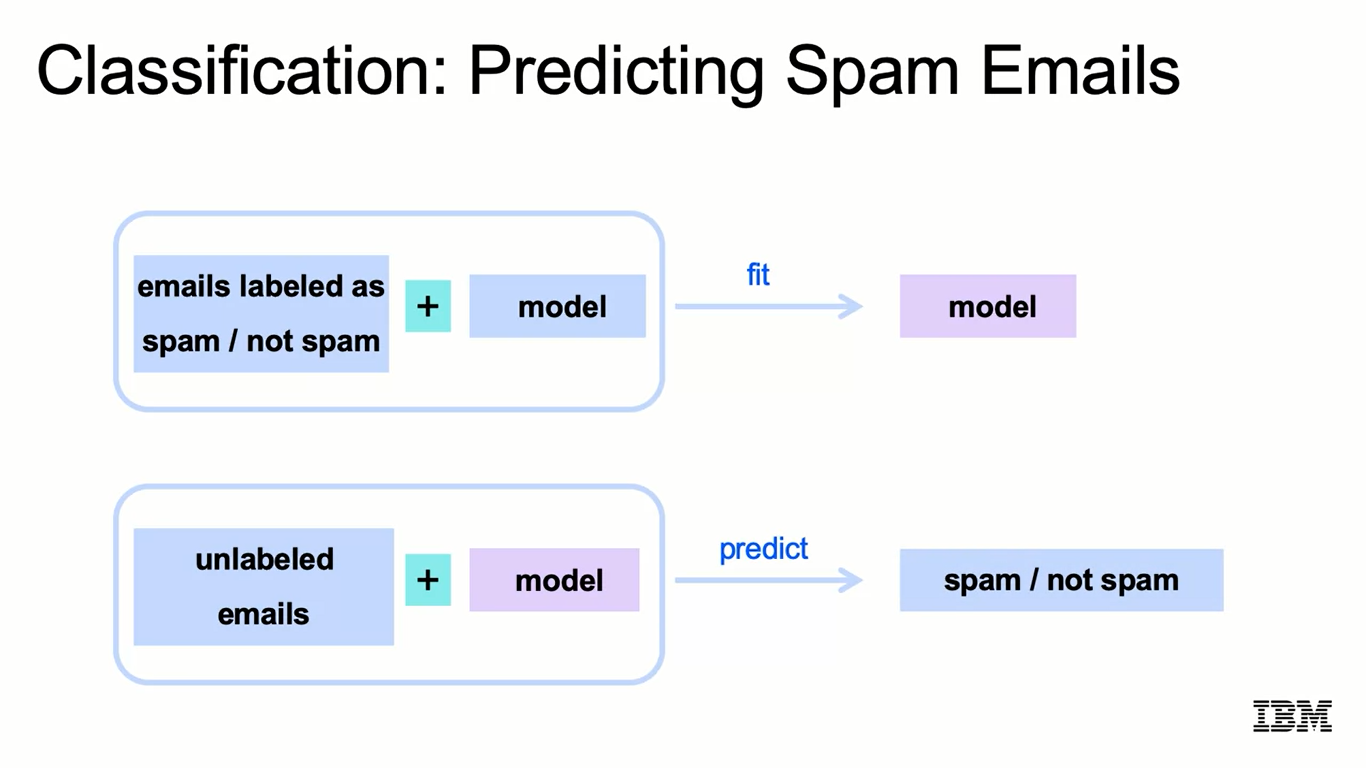 Classification: Predicting Spam Emails
emails labeled as
spam / not spam
+
model
fit
model
unlabeled
emails
+
model
predict
spam / not spam
IBM